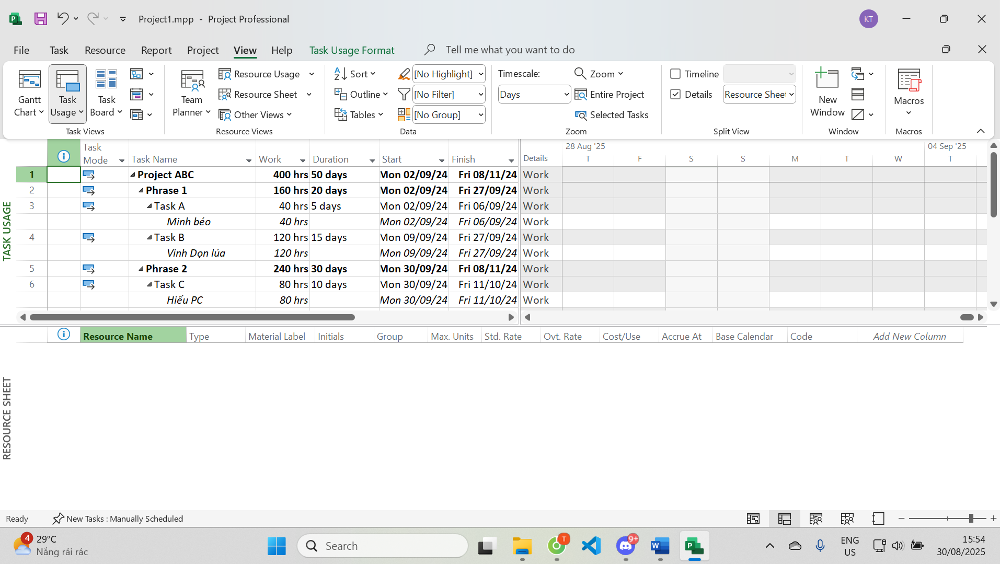 Project1.mpp - Project Professional
KT
File Task Resource Report Project View Help Task Usage Format Tell me what you want to do
Gantt Chart
Task Usage
Task Board
Task Views
Team Planner
Resource Usage
Resource Sheet
Other Views
Resource Views
Sort
Outline
Tables
[No Highlight]
[No Filter]
[No Group]
Data
Timescale:
Days
Zoom
Entire Project
Selected Tasks
Zoom
Timeline
Details
Resource Shee
Split View
New Window
Window
Macros
Macros
TASK USAGE
Task Mode Task Name Work Duration Start Finish Details
28 Aug '25 04 Sep '25
T F S S M T W T
1 Project ABC 400 hrs 50 days Mon 02/09/24 Fri 08/11/24 Work
2 Phrase 1 160 hrs 20 days Mon 02/09/24 Fri 27/09/24 Work
3 Task A 40 hrs 5 days Mon 02/09/24 Fri 06/09/24 Work
Minh béo 40 hrs Mon 02/09/24 Fri 06/09/24 Work
4 Task B 120 hrs 15 days Mon 09/09/24 Fri 27/09/24 Work
Vinh Dọn lúa 120 hrs Mon 09/09/24 Fri 27/09/24 Work
5 Phrase 2 240 hrs 30 days Mon 30/09/24 Fri 08/11/24 Work
6 Task C 80 hrs 10 days Mon 30/09/24 Fri 11/10/24 Work
Hiếu PC 80 hrs Mon 30/09/24 Fri 11/10/24 Work
RESOURCE SHEET
Resource Name Type Material Label Initials Group Max. Units Std. Rate Ovt. Rate Cost/Use Accrue At Base Calendar Code Add New Column
Ready New Tasks : Manually Scheduled
4
29°C
Nắng rải rác
Search
T
9+
ENG
US
15:54
30/08/2025